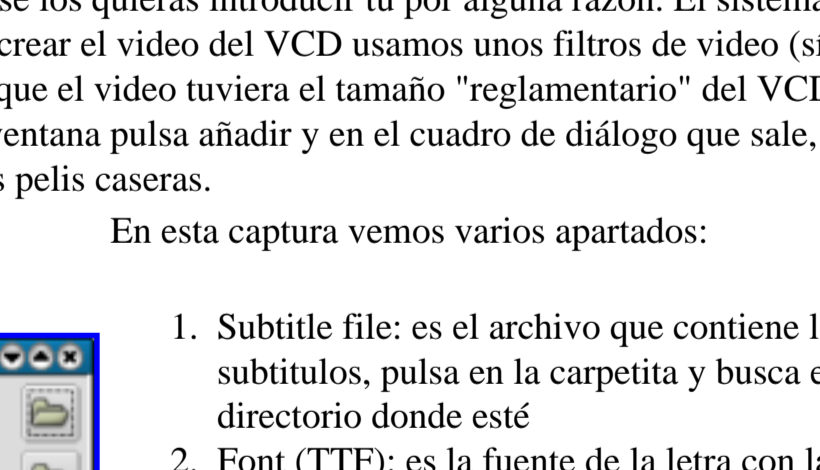 se los quieras introducir tú por alguna razón. El sistema
crear el video del VCD usamos unos filtros de video (sí
que el video tuviera el tamaño "reglamentario" del VCD
ventana pulsa añadir y en el cuadro de diálogo que sale,
s pelis caseras.
En esta captura vemos varios apartados:
1. Subtitle file: es el archivo que contiene l
subtitulos, pulsa en la carpetita y busca e
directorio donde esté
2. Font (TTF): es la fuente de la letra con la